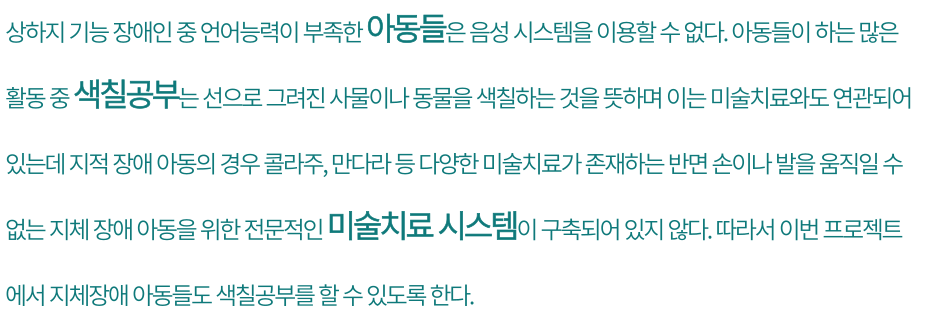 상하지 기능 장애인 중 언어능력이 부족한 아동들은 음성 시스템을 이용할 수 없다. 아동들이 하는 많은
활동 중 색칠공부는 선으로 그려진 사물이나 동물을 색칠하는 것을 뜻하며 이는 미술치료와도 연관되어
있는데 지적 장애 아동의 경우 콜라주, 만다라 등 다양한 미술치료가 존재하는 반면 손이나 발을 움직일 수
없는 지체 장애 아동을 위한 전문적인 미술치료 시스템이 구축되어 있지 않다. 따라서 이번 프로젝트
에서 지체장애 아동들도 색칠공부를 할 수 있도록 한다.